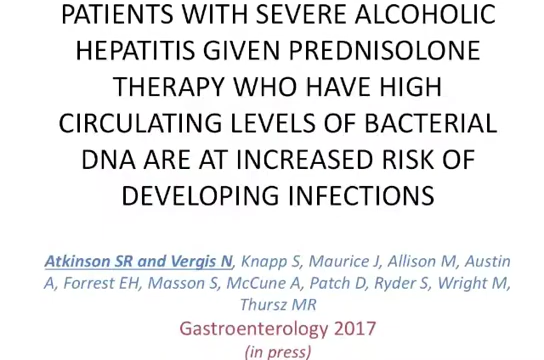 PATIENTS WITH SEVERE ALCOHOLIC
HEPATITIS GIVEN PREDNISOLONE
THERAPY WHO HAVE HIGH
CIRCULATING LEVELS OF BACTERIAL
DNA ARE AT INCREASED RISK OF
DEVELOPING INFECTIONS
Atkinson SR and Vergis N, Knapp S, Maurice J, Allison M, Austin
A, Forrest EH, Masson S, McCune A, Patch D, Ryder S, Wright M,
Thursz MR
Gastroenterology 2017
(in press)